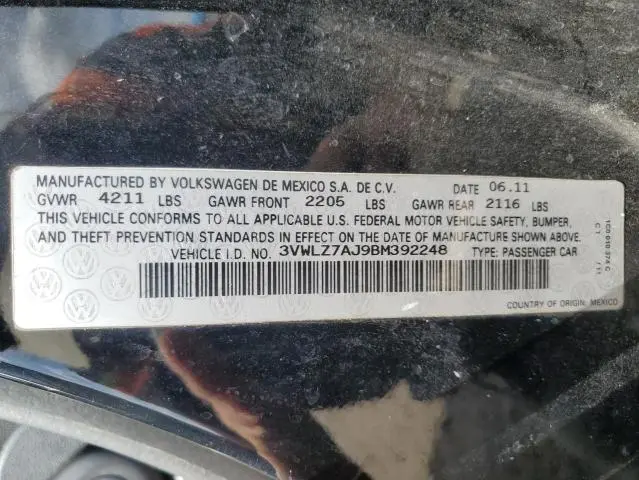 MANUFACTURED BY VOLKSWAGEN DE MEXICO S.A. DE C.V. DATE 06.11
GVWR 4211 LBS GAWR FRONT 2205 LBS GAWR REAR 2116 LBS
THIS VEHICLE CONFORMS TO ALL APPLICABLE U.S. FEDERAL MOTOR VEHICLE SAFETY, BUMPER,
AND THEFT PREVENTION STANDARDS IN EFFECT ON THE DATE OF MANUFACTURE SHOWN ABOVE.
VEHICLE I.D. NO. 3VWLZ7AJ9BM392248 TYPE: PASSENGER CAR
COUNTRY OF ORIGIN: MEXICO